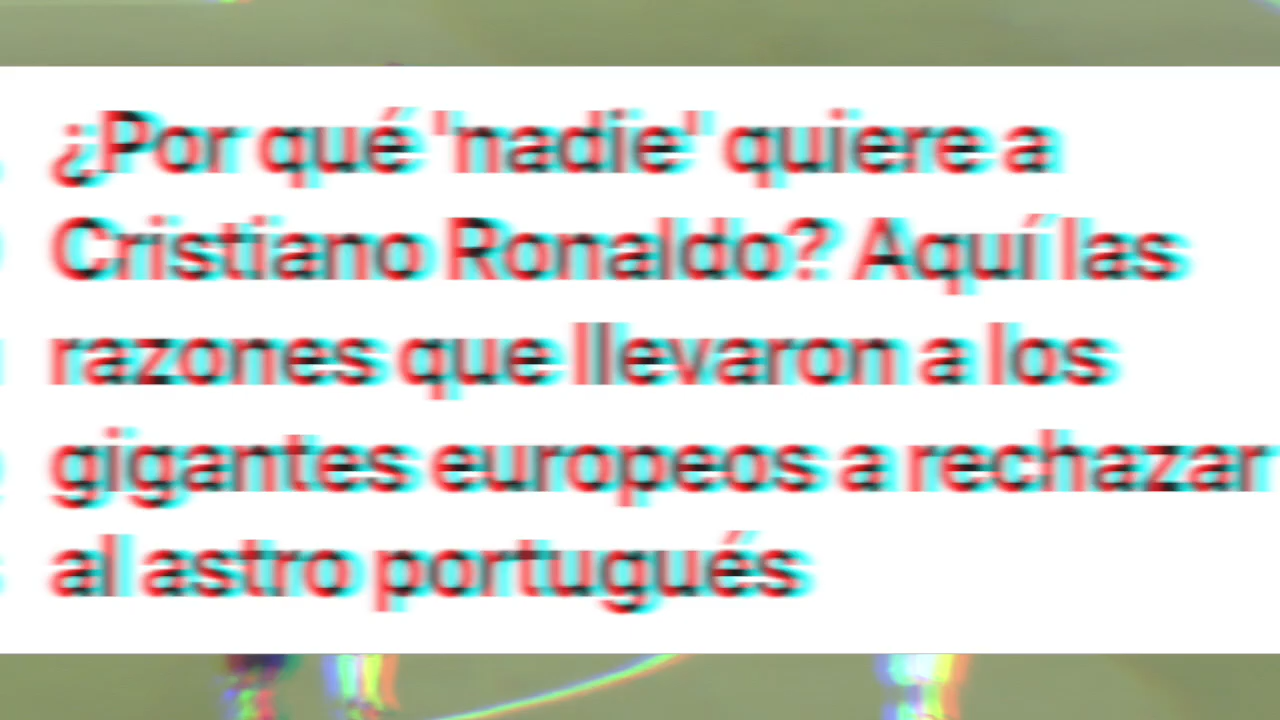 ¿Por qué 'nadie' quiere a
Cristiano Ronaldo? Aquí las
razones que llevaron a los
gigantes europeos a rechazar
al astro portugués